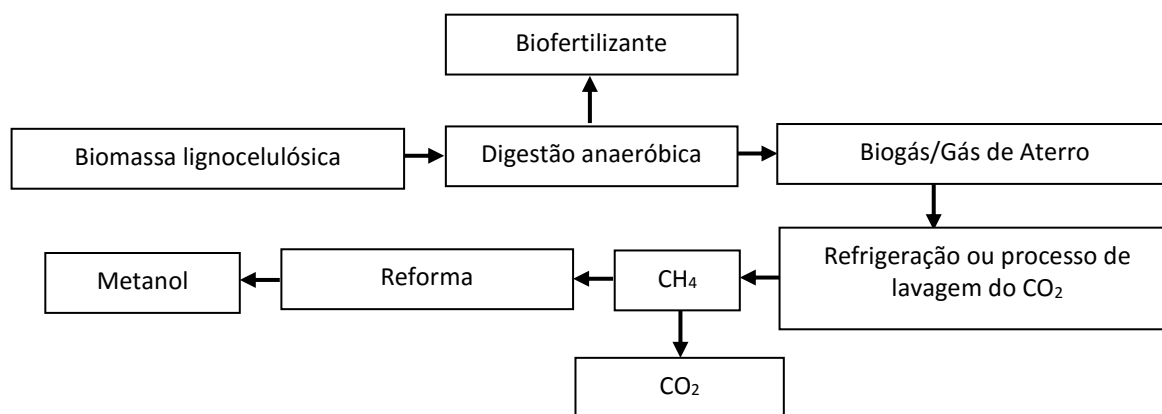 Biofertilizante
Biomassa lignocelulósica
Digestão anaeróbica
Biogás/Gás de Aterro
Refrigeração ou processo de
lavagem do CO₂
CH₄
Reforma
Metanol
CO₂